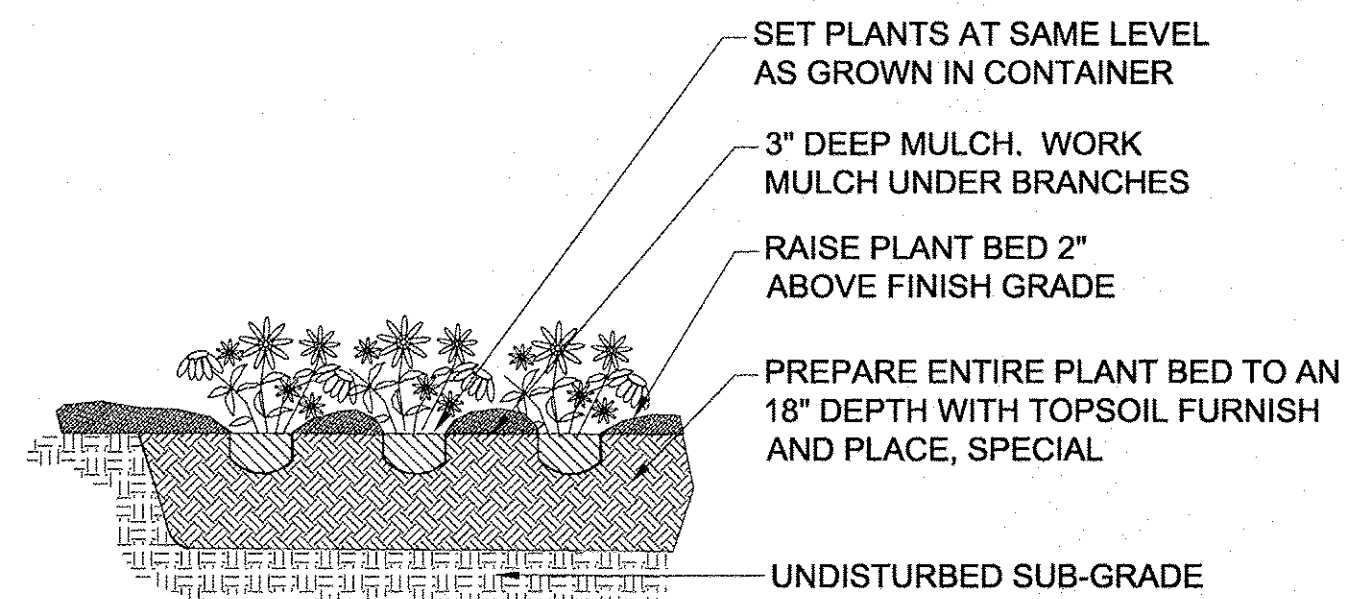 SET PLANTS AT SAME LEVEL
AS GROWN IN CONTAINER
3" DEEP MULCH. WORK
MULCH UNDER BRANCHES
RAISE PLANT BED 2"
ABOVE FINISH GRADE
PREPARE ENTIRE PLANT BED TO AN
18" DEPTH WITH TOPSOIL FURNISH
AND PLACE, SPECIAL
UNDISTURBED SUB-GRADE